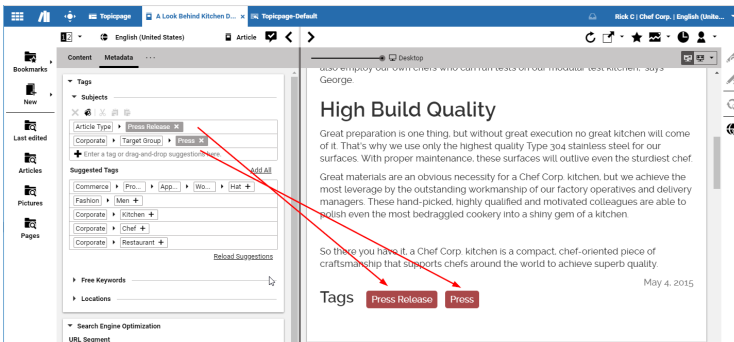 Topicpage
A Look Behind Kitchen D... ×
Topicpage-Default
Rick C | Chef Corp. | English (Unite...
English (United States)
Article
Bookmarks
New
Last edited
Articles
Pictures
Pages
Content Metadata ...
Tags
Subjects
Article Type Press Release ×
Corporate Target Group Press ×
Enter a tag or drag-and-drop suggestions here.
Suggested Tags Add All
Commerce Pro... App... Wo... Hat +
Fashion Men +
Corporate Kitchen +
Corporate Chef +
Corporate Restaurant +
Reload Suggestions
Free Keywords
Locations
Search Engine Optimization
URL Segment
Desktop
also employ our own chefs who can run tests on our modular test kitchen," says
George.
High Build Quality
Great preparation is one thing, but without great execution no great kitchen will come
of it. That's why we use only the highest quality Type 304 stainless steel for our
surfaces. With proper maintenance, these surfaces will outlive even the sturdiest chef.
Great materials are an obvious necessity for a Chef Corp. kitchen, but we achieve the
most leverage by the outstanding workmanship of our factory operatives and delivery
managers. These hand-picked, highly qualified and motivated colleagues are able to
polish even the most bedraggled cookery into a shiny gem of a kitchen.
So there you have it, a Chef Corp. kitchen is a compact, chef-oriented piece of
craftsmanship that supports chefs around the world to achieve superb quality.
May 4, 2015
Tags Press Release Press